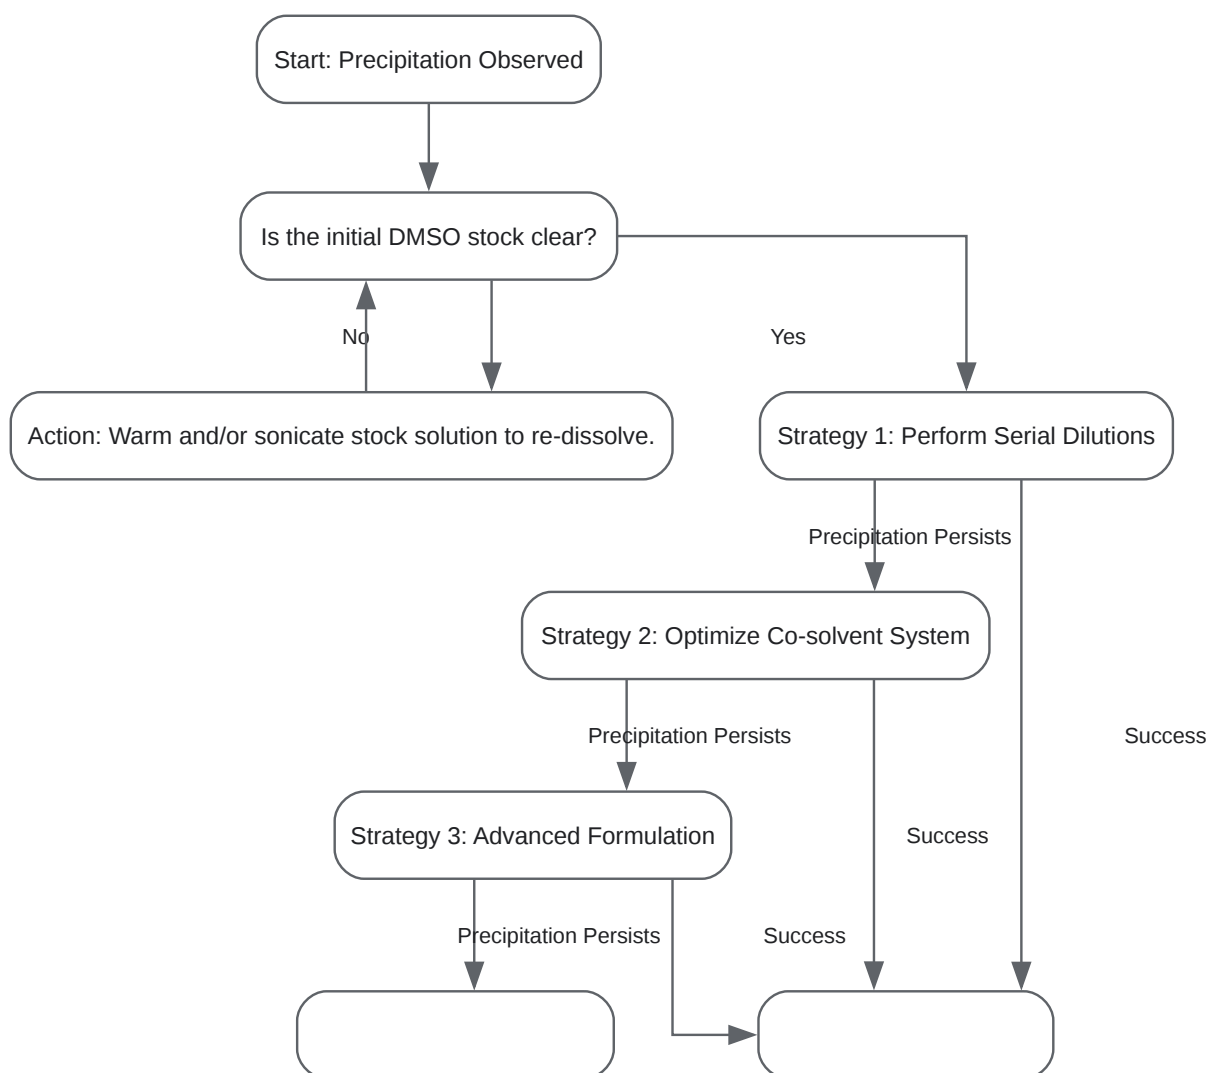 Start: Precipitation Observed
Is the initial DMSO stock clear?
No
Yes
Action: Warm and/or sonicate stock solution to re-dissolve.
Strategy 1: Perform Serial Dilutions
Precipitation Persists
Strategy 2: Optimize Co-solvent System
Precipitation Persists
Success
Strategy 3: Advanced Formulation
Success
Precipitation Persists
Success